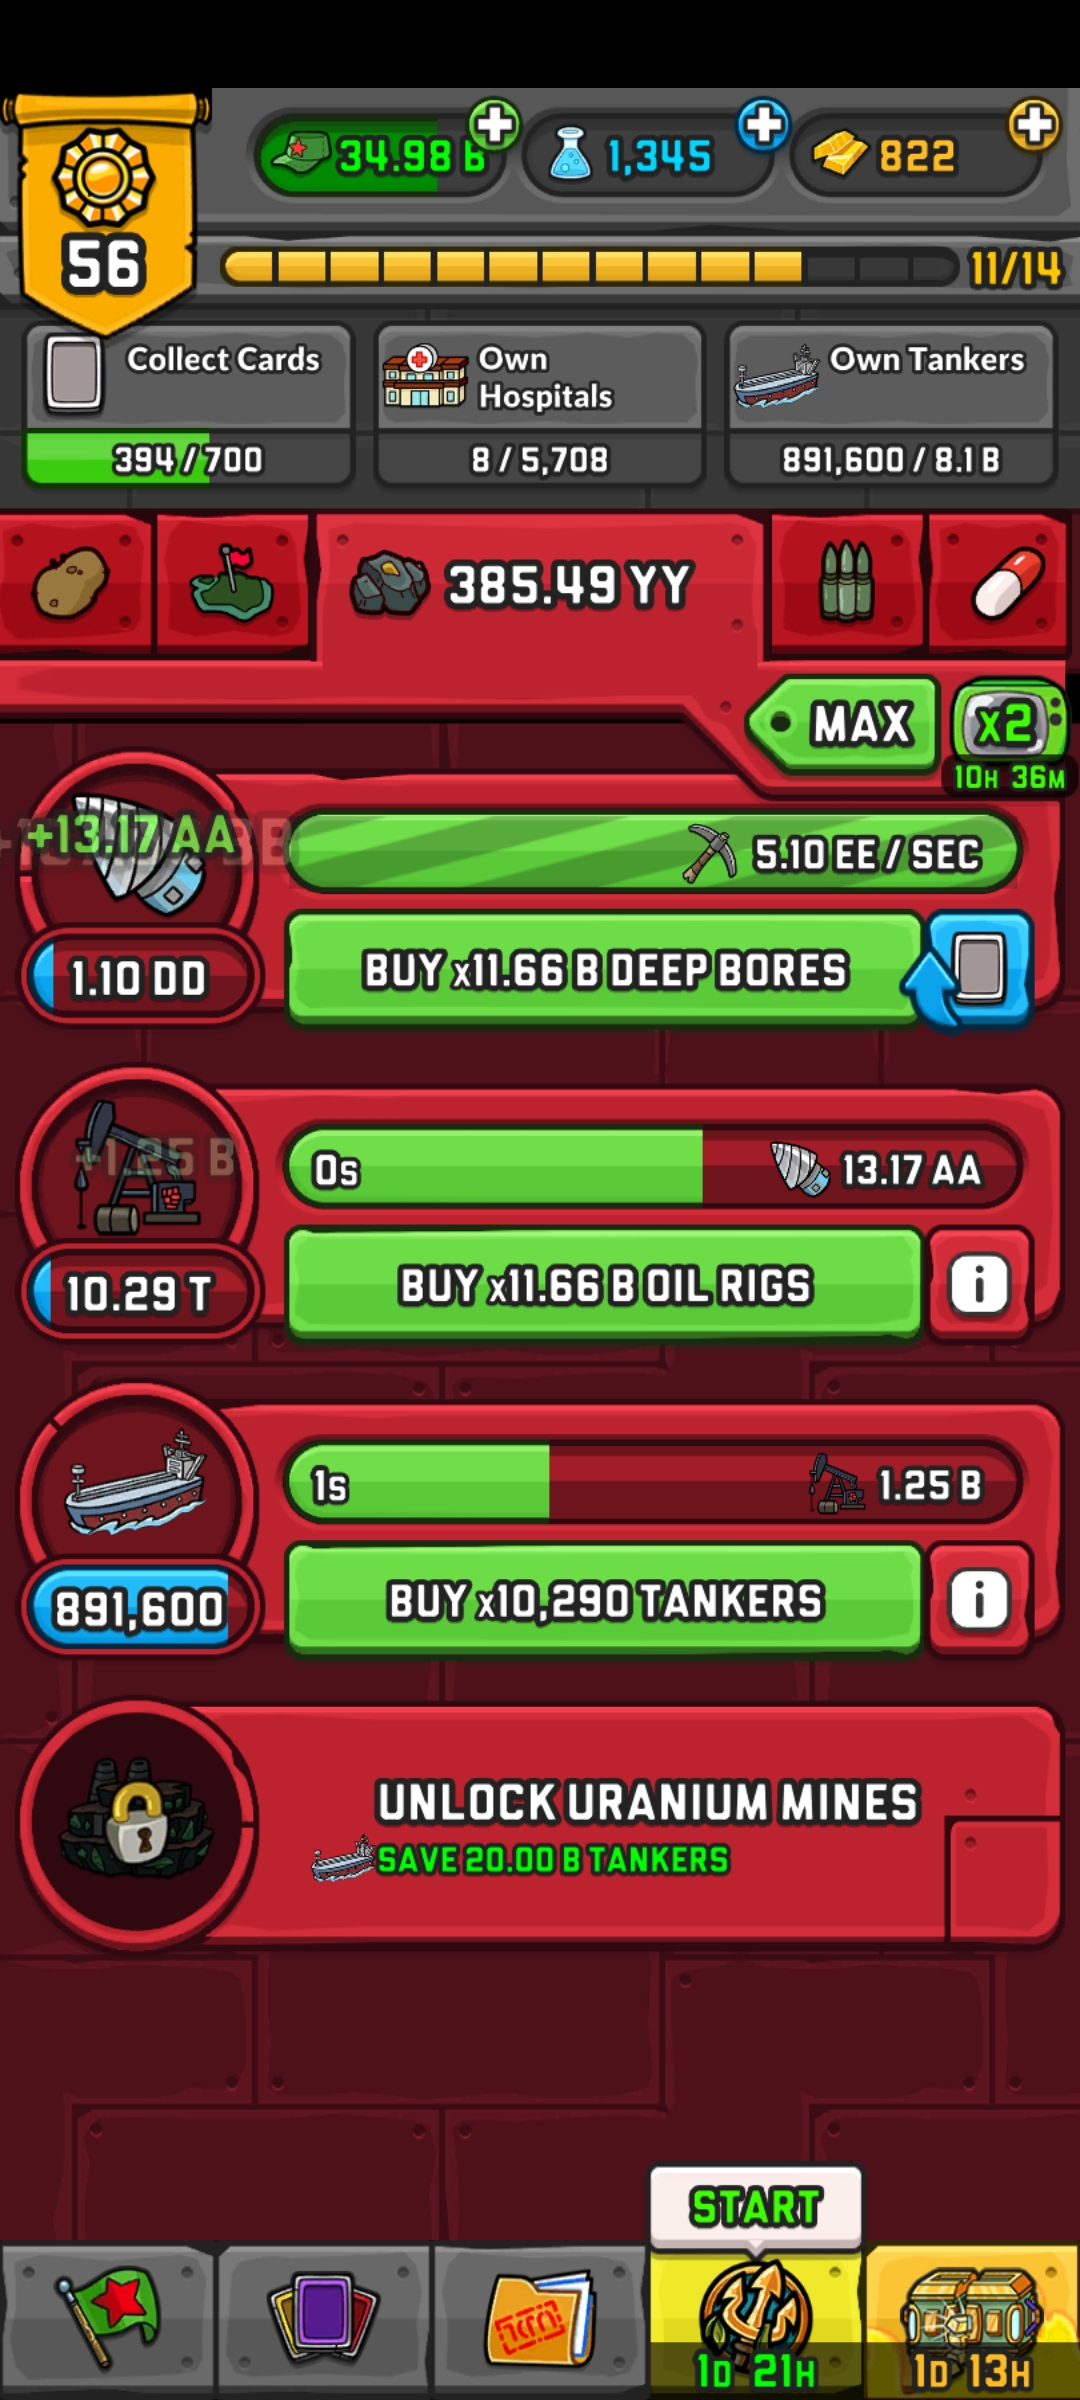 34.98 B
1,345
822
56
11/14
Collect Cards
Own
Hospitals
Own Tankers
394/700
8/5,708
891,600/8.1 B
385.49 YY
MAX
x2
10H 36M
+13.17 AA
5.10 EE / SEC
1.10 DD
BUY x11.66 B DEEP BORES
+1.25 B
0s
13.17 AA
10.29 T
BUY x11.66 B OIL RIGS
i
1s
1.25 B
891,600
BUY x10,290 TANKERS
i
UNLOCK URANIUM MINES
SAVE 20.00 B TANKERS
START
1D 21H
1D 13H